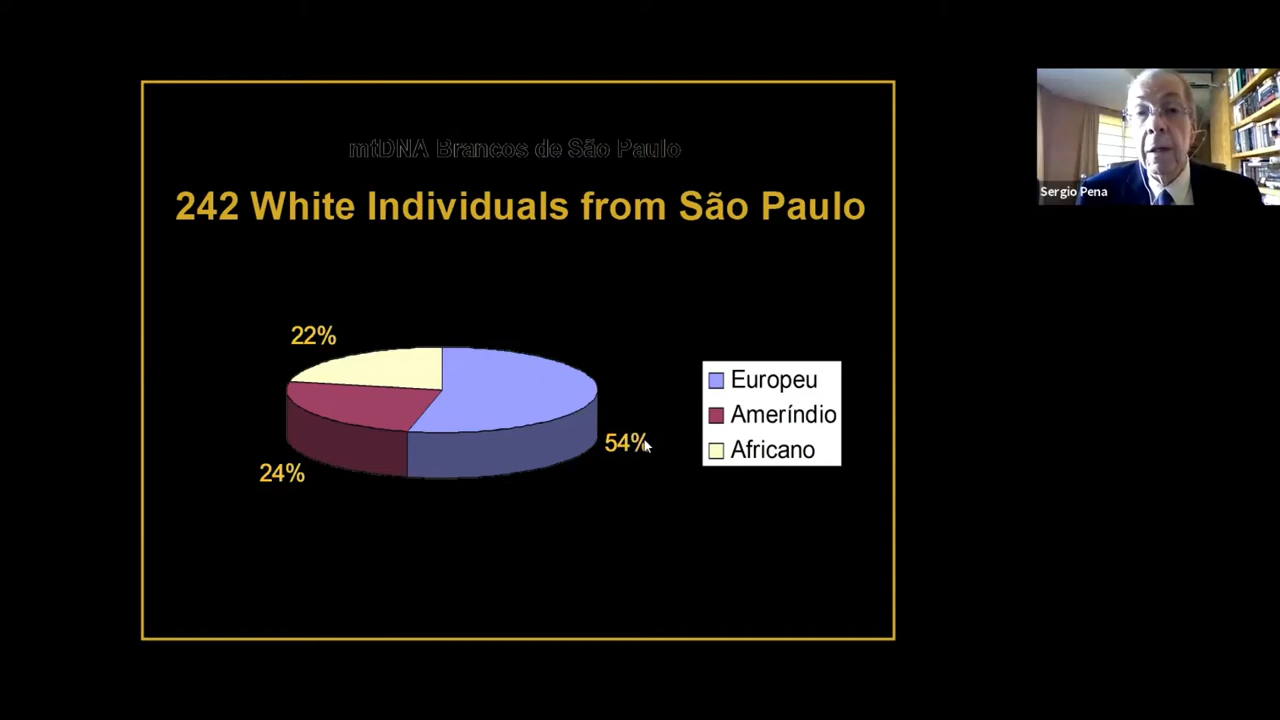 mtDNA Brancos de São Paulo
242 White Individuals from São Paulo
22%
54%
24%
Europeu
Ameríndio
Africano
Sergio Pena